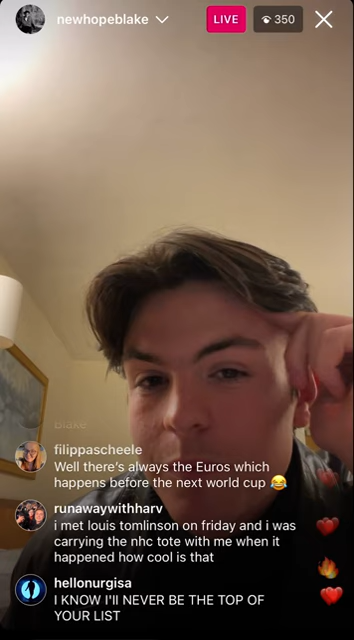 newhopeblake
LIVE
350
Blake
filippascheele
Well there's always the Euros which
happens before the next world cup 😂
runawaywithharv
i met louis tomlinson on friday and i was
carrying the nhc tote with me when it
happened how cool is that
hellonurgisa
I KNOW I'll NEVER BE THE TOP OF
YOUR LIST